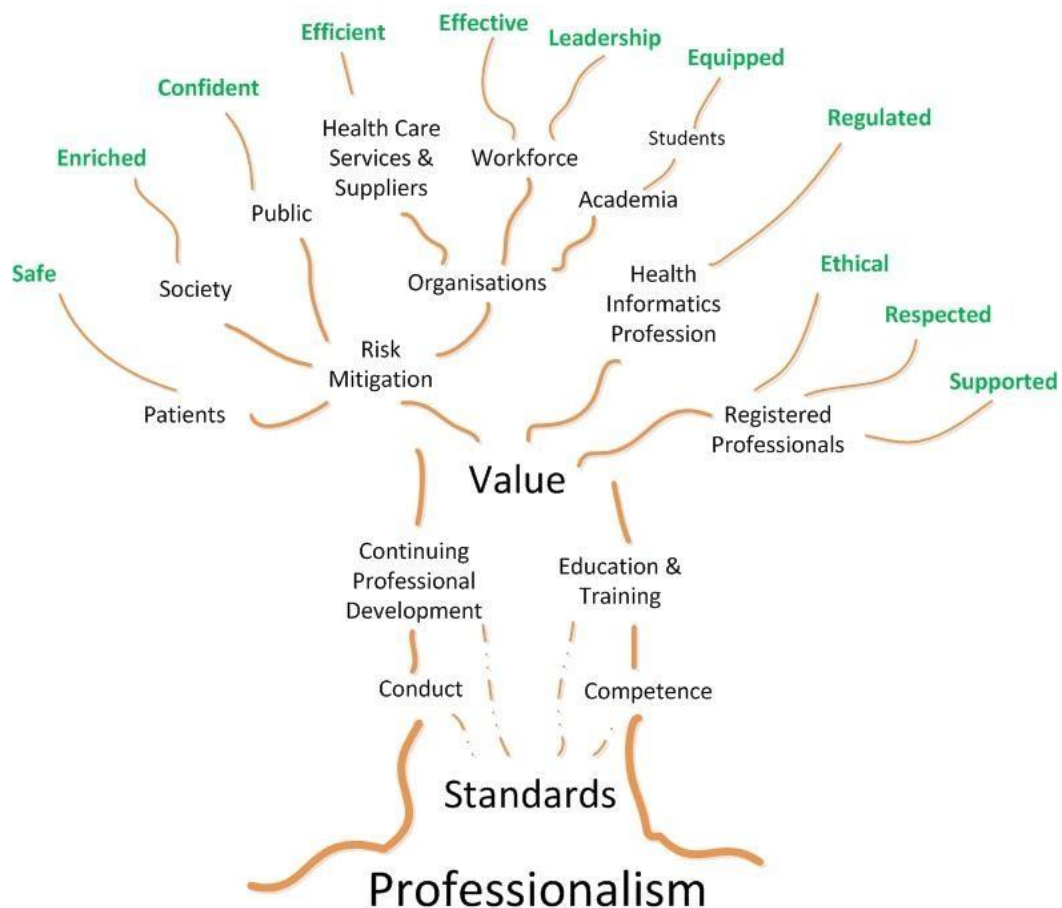 Efficient
Effective
Leadership
Equipped
Confident
Regulated
Enriched
Health Care
Services &
Suppliers
Workforce
Students
Academia
Public
Safe
Society
Organisations
Health
Informatics
Profession
Ethical
Respected
Supported
Risk
Mitigation
Patients
Registered
Professionals
Value
Continuing
Professional
Development
Education &
Training
Conduct
Competence
Standards
Professionalism